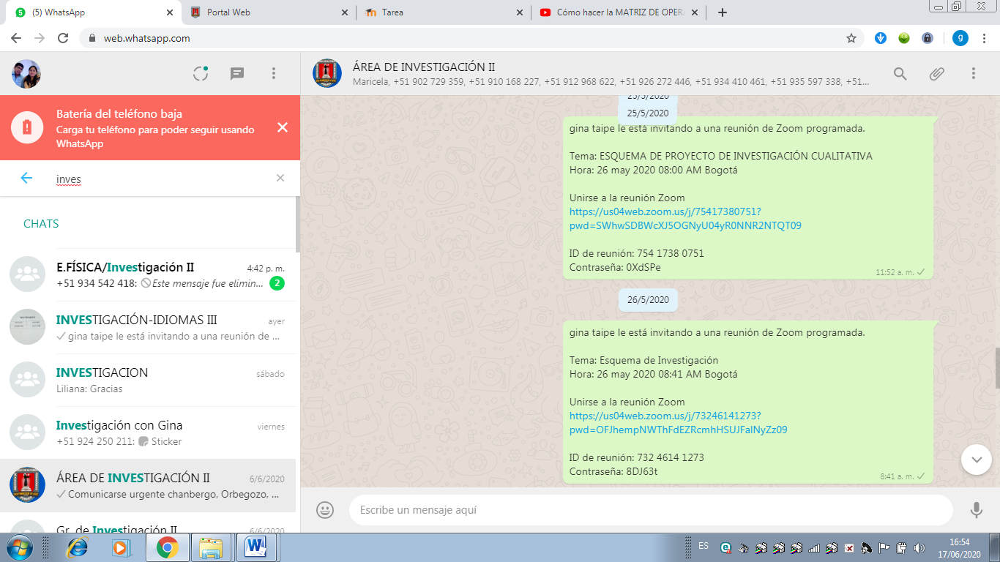 (5) WhatsApp
Portal Web
Tarea
Cómo hacer la MATRIZ DE OPER
web.whatsapp.com
g
Batería del teléfono baja
Carga tu teléfono para poder seguir usando
WhatsApp
inves
CHATS
E.FÍSICA/Investigación II
4:42 p. m.
+51 934 542 418: Este mensaje fue elimin...
2
INVESTIGACIÓN-IDIOMAS III
ayer
gina taipe le está invitando a una reunión de ...
INVESTIGACION
sábado
Liliana: Gracias
Investigación con Gina
viernes
+51 924 250 211: Sticker
ÁREA DE INVESTIGACIÓN II
6/6/2020
Comunicarse urgente chanbergo, Orbegozo, ...
Gr. de Investigación II
6/6/2020
ÁREA DE INVESTIGACIÓN II
Maricela, +51 902 729 359, +51 910 168 227, +51 912 968 622, +51 926 272 446, +51 934 410 461, +51 935 597 338, +51...
25/5/2020
25/5/2020
gina taipe le está invitando a una reunión de Zoom programada.
Tema: ESQUEMA DE PROYECTO DE INVESTIGACIÓN CUALITATIVA
Hora: 26 may 2020 08:00 AM Bogotá
Unirse a la reunión Zoom
https://us04web.zoom.us/j/75417380751?
pwd=SWhwSDBWcXJ5OGNyU04yR0NNR2NTQT09
ID de reunión: 754 1738 0751
Contraseña: 0XdSPe
11:52 a. m.
26/5/2020
gina taipe le está invitando a una reunión de Zoom programada.
Tema: Esquema de Investigación
Hora: 26 may 2020 08:41 AM Bogotá
Unirse a la reunión Zoom
https://us04web.zoom.us/j/73246141273?
pwd=OFJhempNWThFdEZRcmhHSUJFalNyZz09
ID de reunión: 732 4614 1273
Contraseña: 8DJ63t
8:41 a. m.
Escribe un mensaje aquí
ES
16:54
17/06/2020